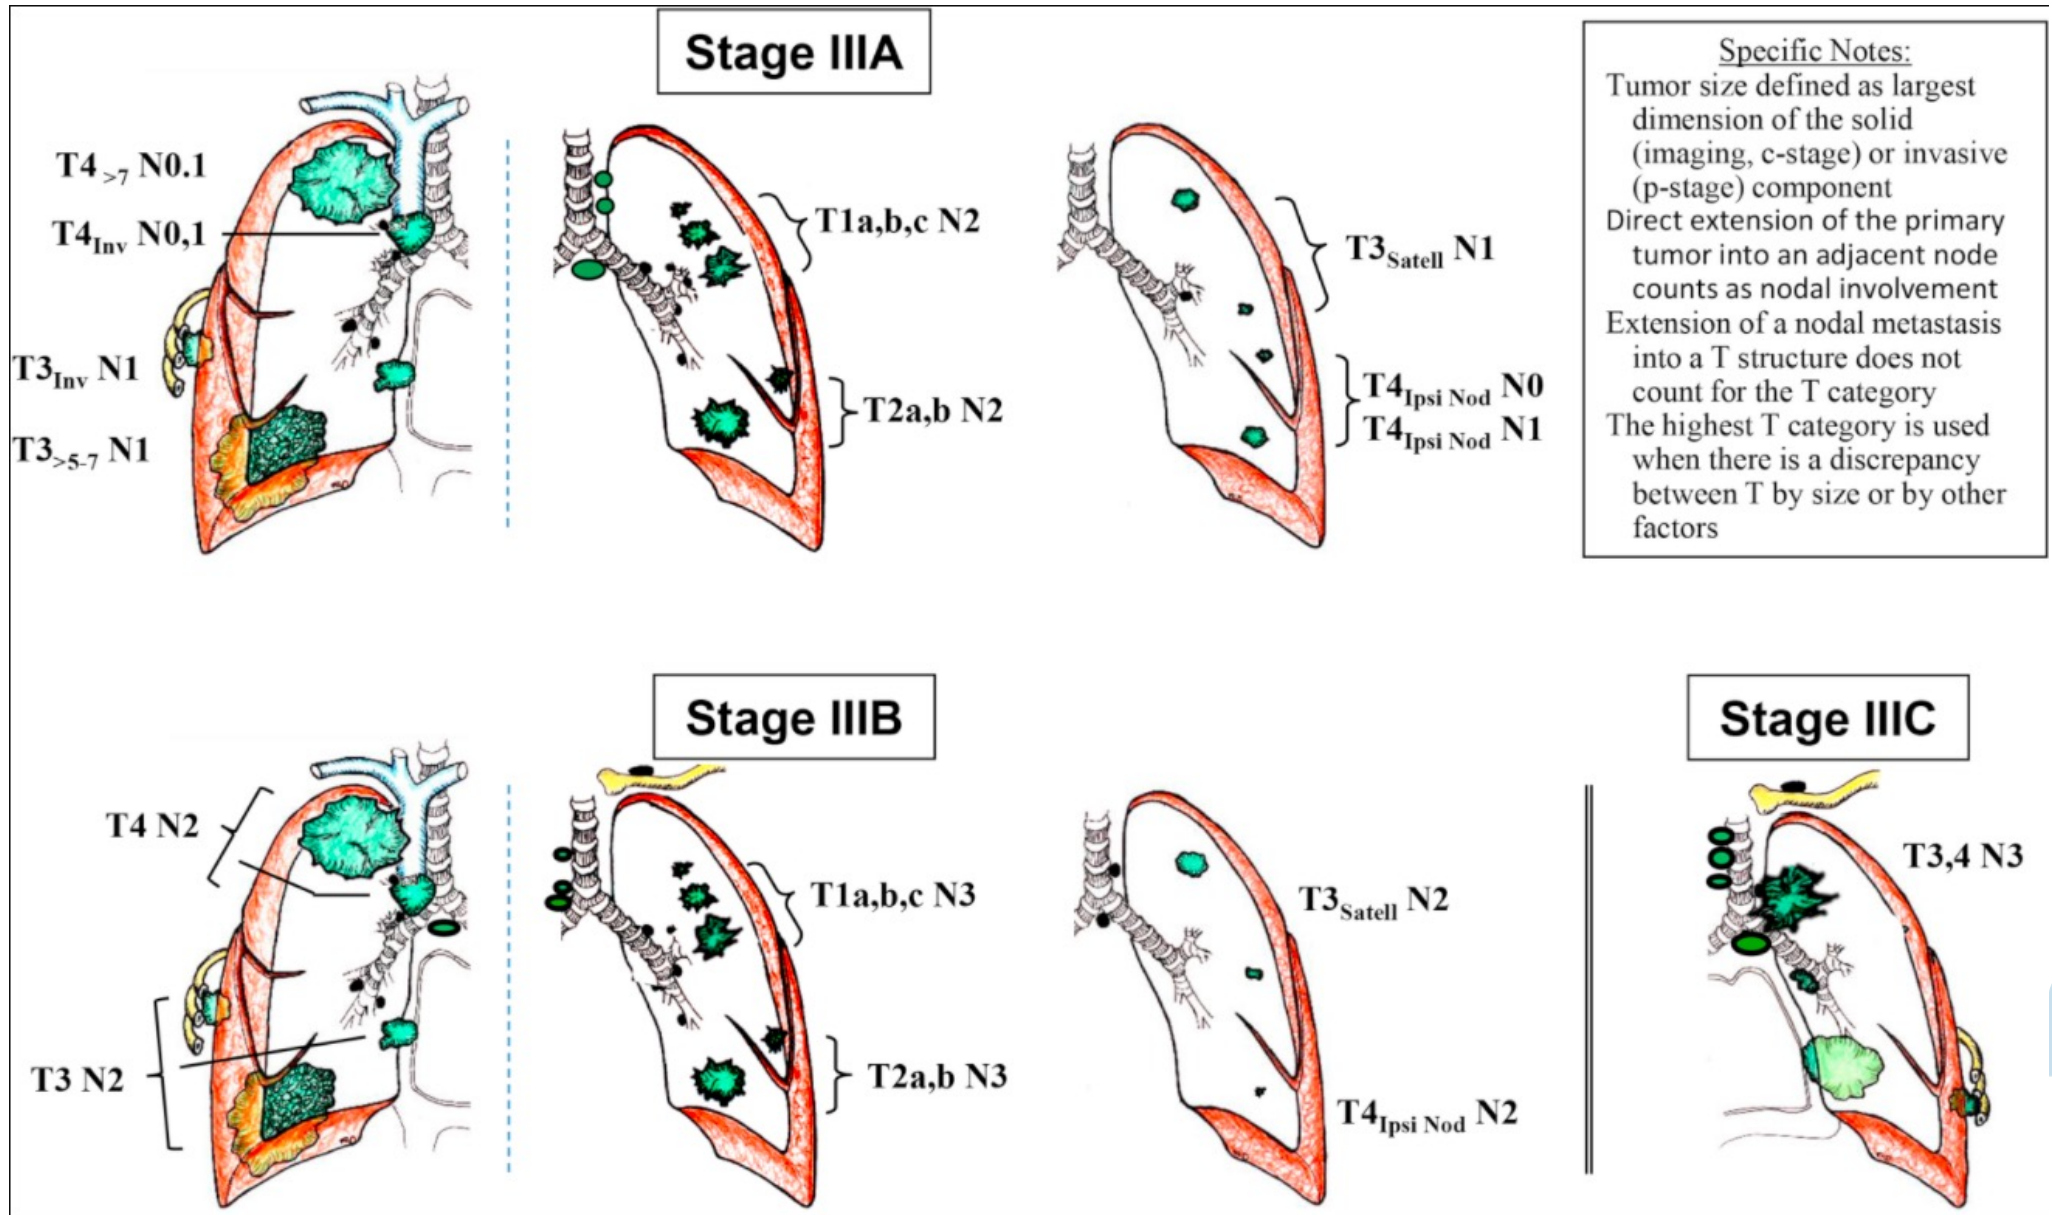 Stage IIIA
T4 >7 N0.1
T4Inv N0,1
T3Inv N1
T3>5-7 N1
T1a,b,c N2
T2a,b N2
T3Satell N1
T4Ipsi Nod N0
T4Ipsi Nod N1
Specific Notes:
Tumor size defined as largest
dimension of the solid
(imaging, c-stage) or invasive
(p-stage) component
Direct extension of the primary
tumor into an adjacent node
counts as nodal involvement
Extension of a nodal metastasis
into a T structure does not
count for the T category
The highest T category is used
when there is a discpancy
between T by size or by other
factors
Stage IIIB
T4 N2
T3 N2
T1a,b,c N3
T2a,b N3
T3Satell N2
T4Ipsi Nod N2
Stage IIIC
T3,4 N3